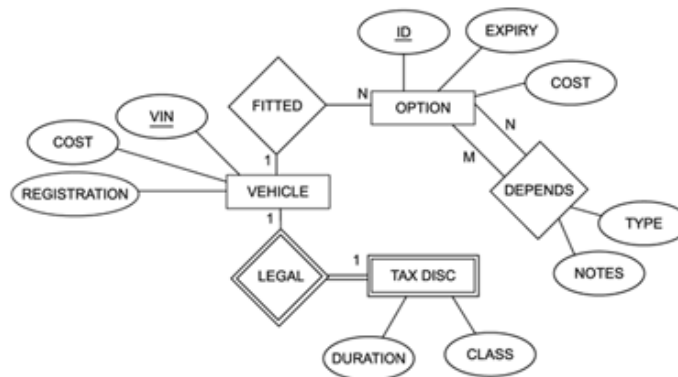 ID
EXPIRY
COST
N
OPTION
FITTED
VIN
COST
N
M
1
REGISTRATION
VEHICLE
DEPENDS
1
TYPE
1
LEGAL
TAX DISC
NOTES
DURATION
CLASS